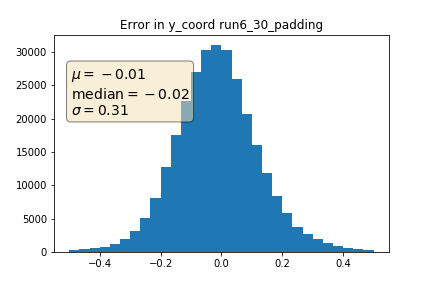 Error in y_coord run6_30_padding
μ = −0.01
median = −0.02
σ = 0.31
30000
25000
20000
15000
10000
5000
0
−0.4 −0.2 0.0 0.2 0.4